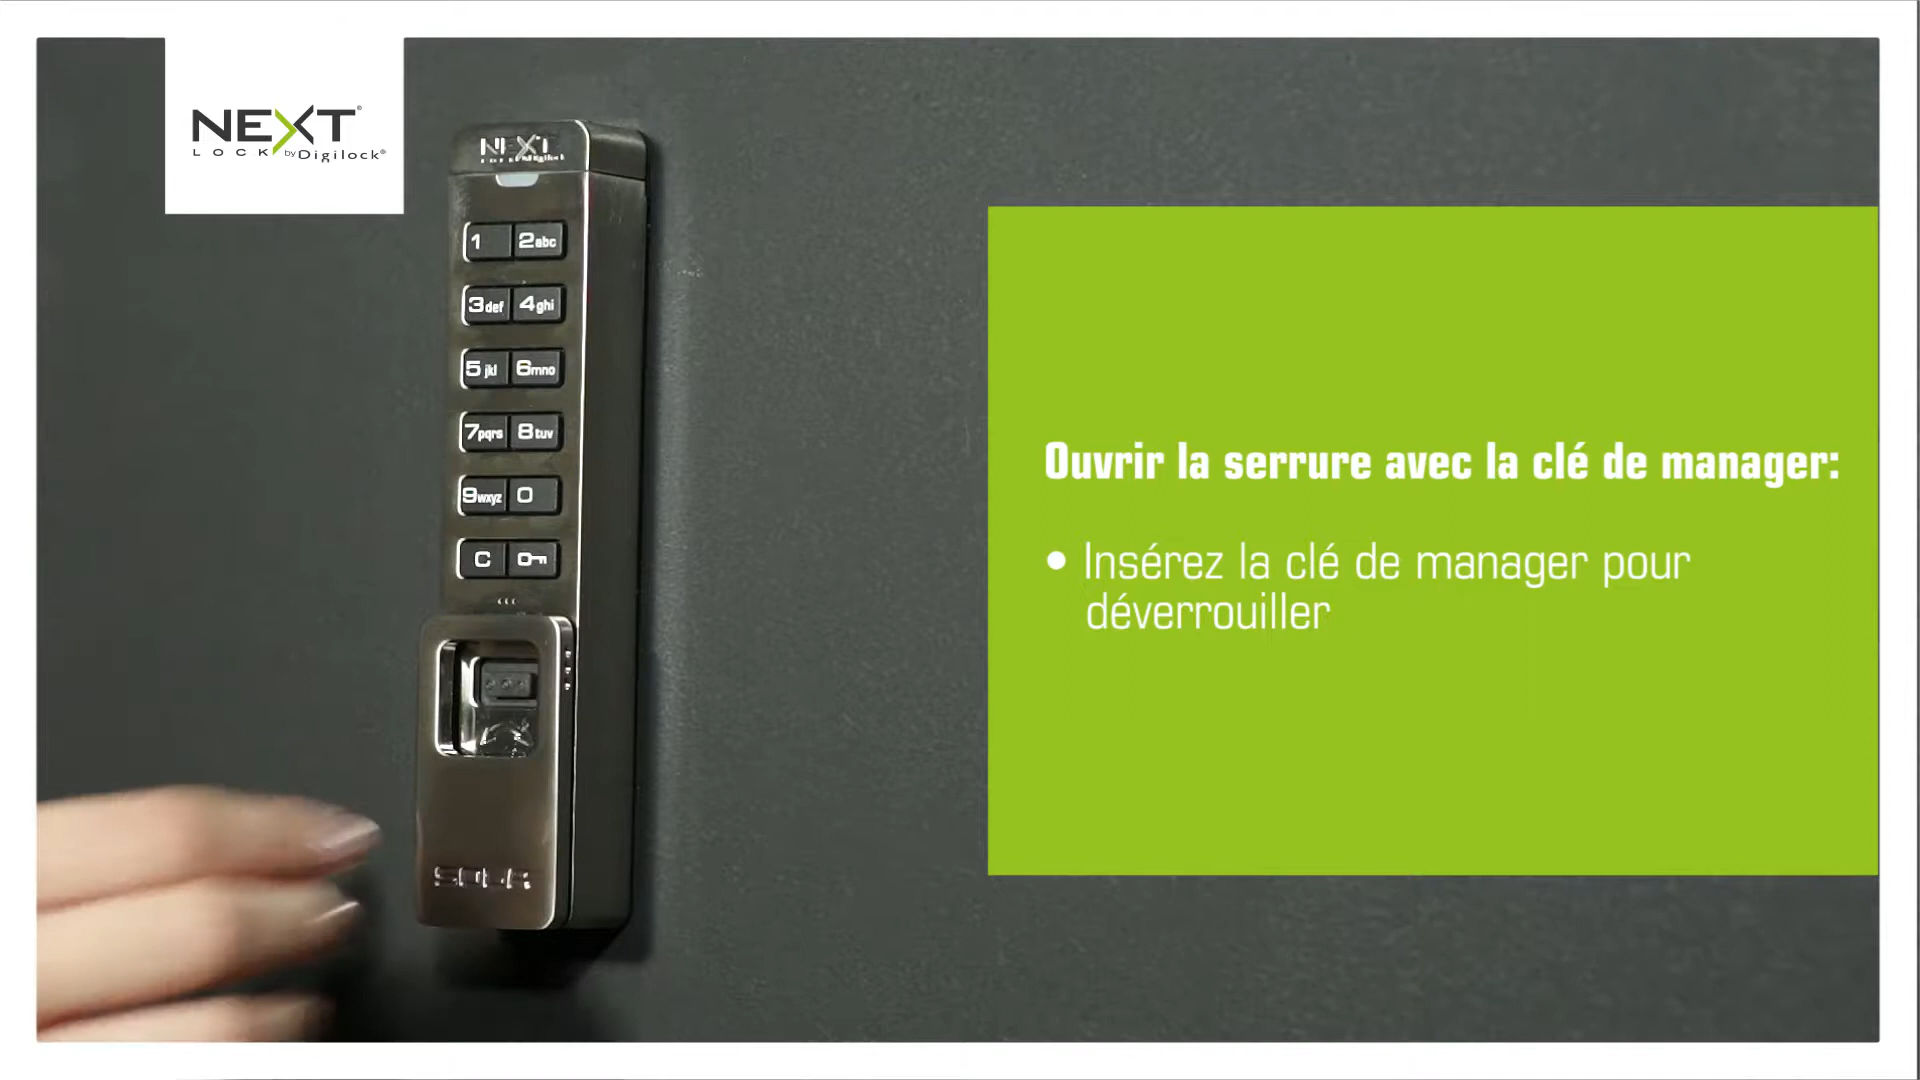 NEXT®
LOCK by Digilock®
NEXT
1 2abc
3def 4ghi
5jkl 6mno
7pqrs 8tuv
9wxyz 0
C
Ouvrir la serrure avec la clé de manager:
• Insérez la clé de manager pour
déverrouiller